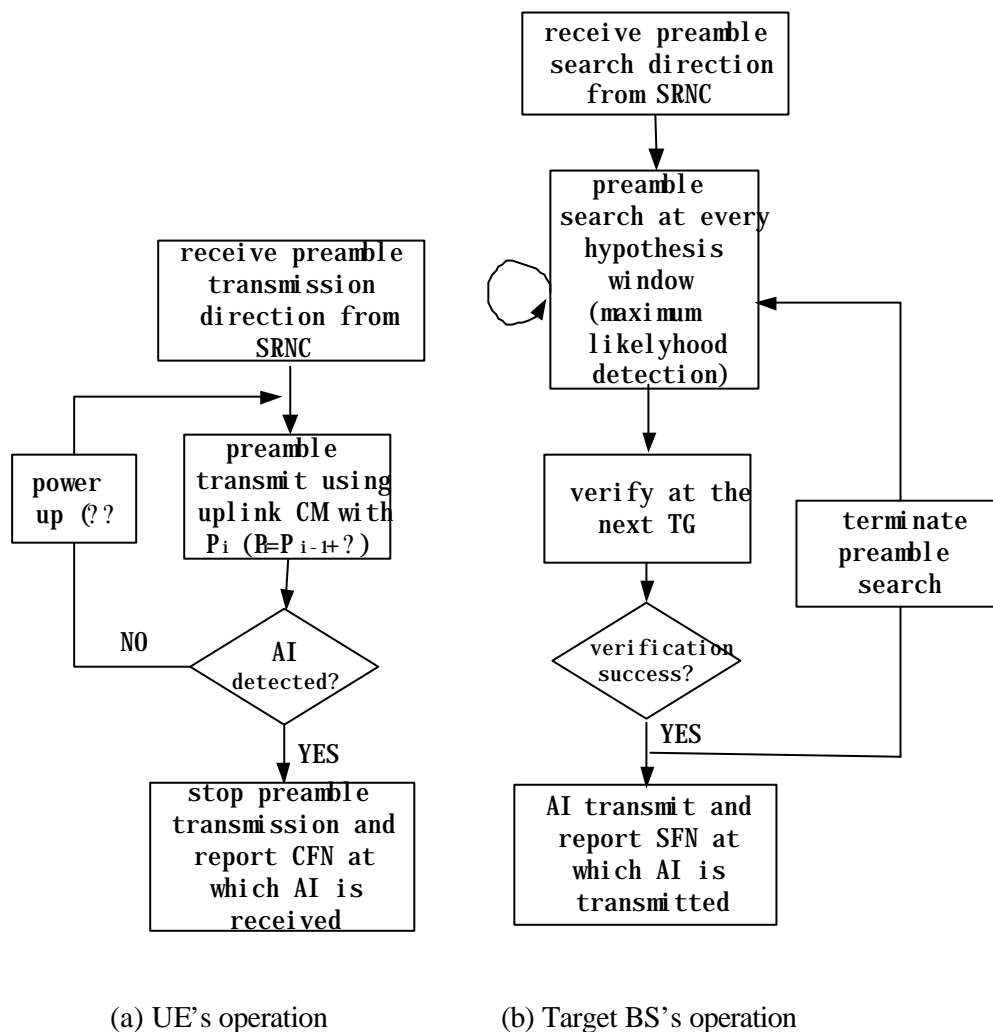 receive preamble
transmission
direction from
SRNC
power
up (??
preamble
transmit using
uplink CM with
Pi (Pi=Pi-1+?)
NO
AI
detected?
YES
stop preamble
transmission and
report CFN at
which AI is
received
(a) UE’s operation
receive preamble
search direction
from SRNC
preamble
search at every
hypothesis
window
(maximum
likelyhood
detection)
verify at the
next TG
terminate
preamble
search
verification
success?
YES
AI transmit and
report SFN at
which AI is
transmitted
(b) Target BS’s operation